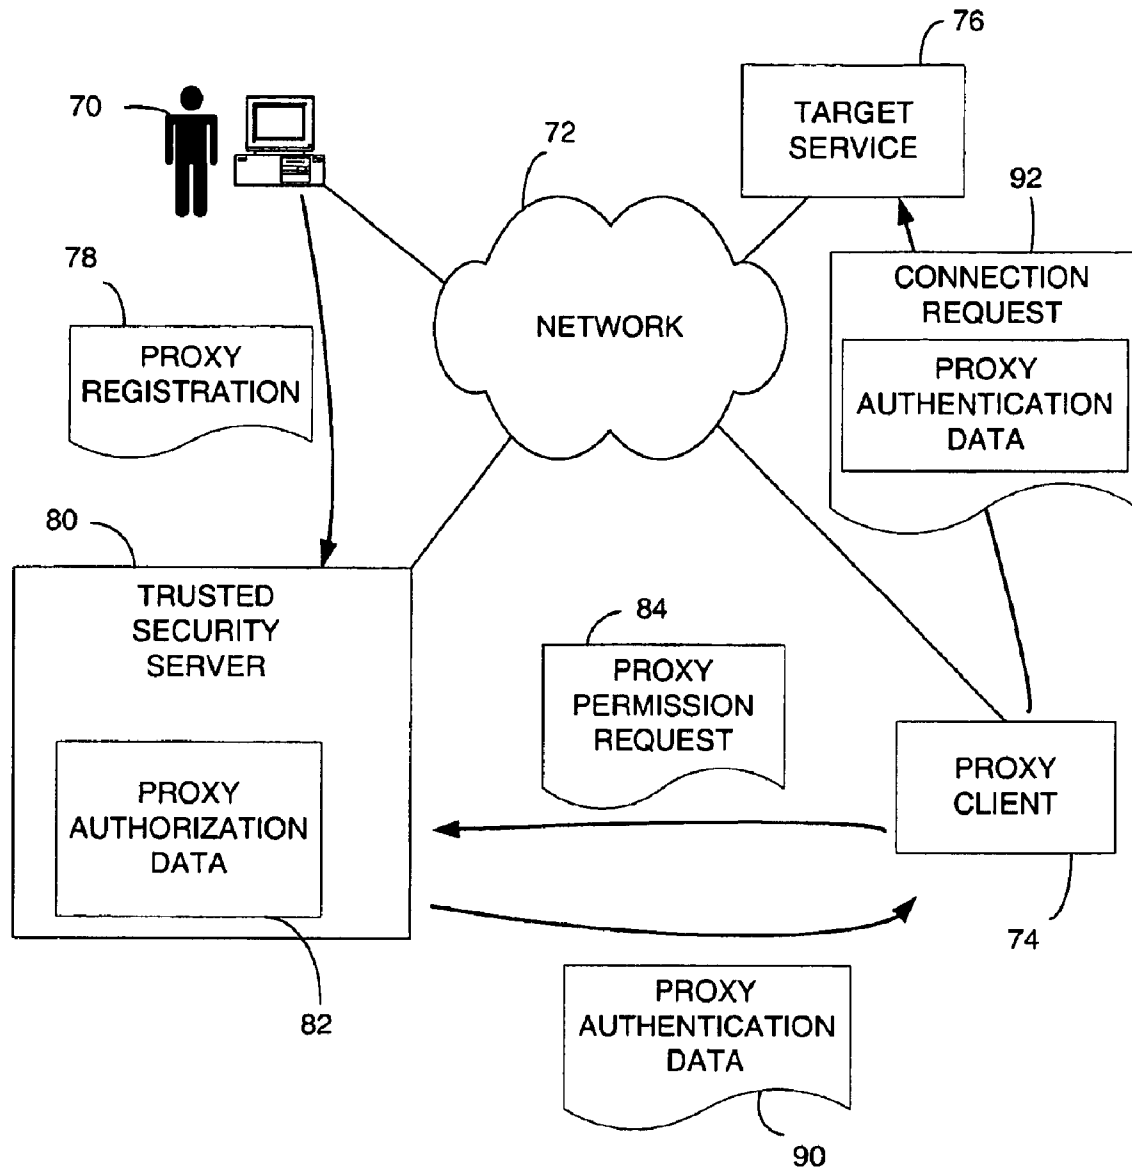 76
70
TARGET
SERVICE
72
92
78
CONNECTION
REQUEST
NETWORK
PROXY
REGISTRATION
PROXY
AUTHENTICATION
DATA
80
TRUSTED
SECURITY
SERVER
84
PROXY
PERMISSION
REQUEST
PROXY
CLIENT
PROXY
AUTHORIZATION
DATA
74
82
PROXY
AUTHENTICATION
DATA
90